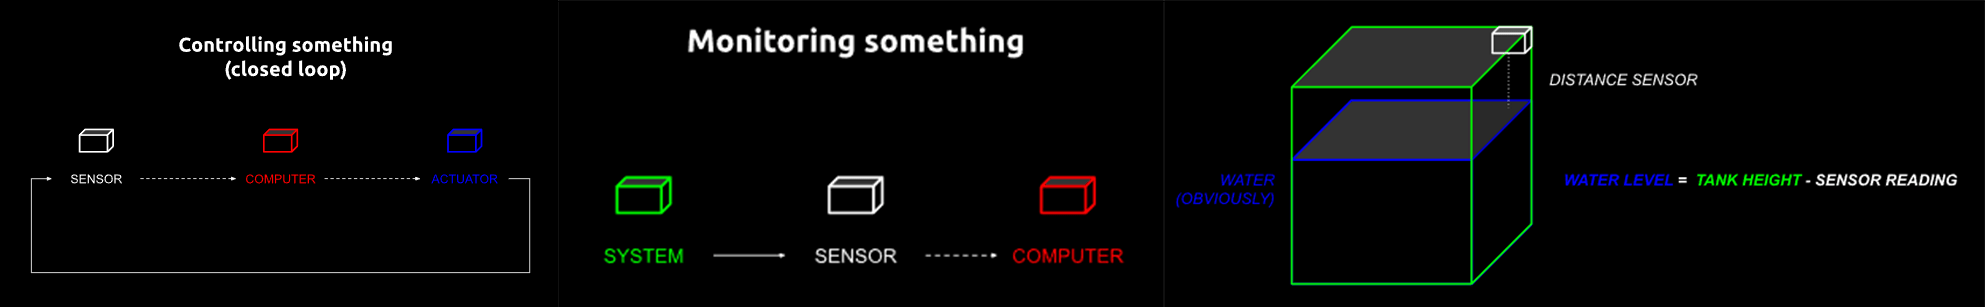 Controlling something
(closed loop)
SENSOR
COMPUTER
ACTUATOR
Monitoring something
SYSTEM
SENSOR
COMPUTER
DISTANCE SENSOR
WATER
(OBVIOUSLY)
WATER LEVEL = TANK HEIGHT - SENSOR READING